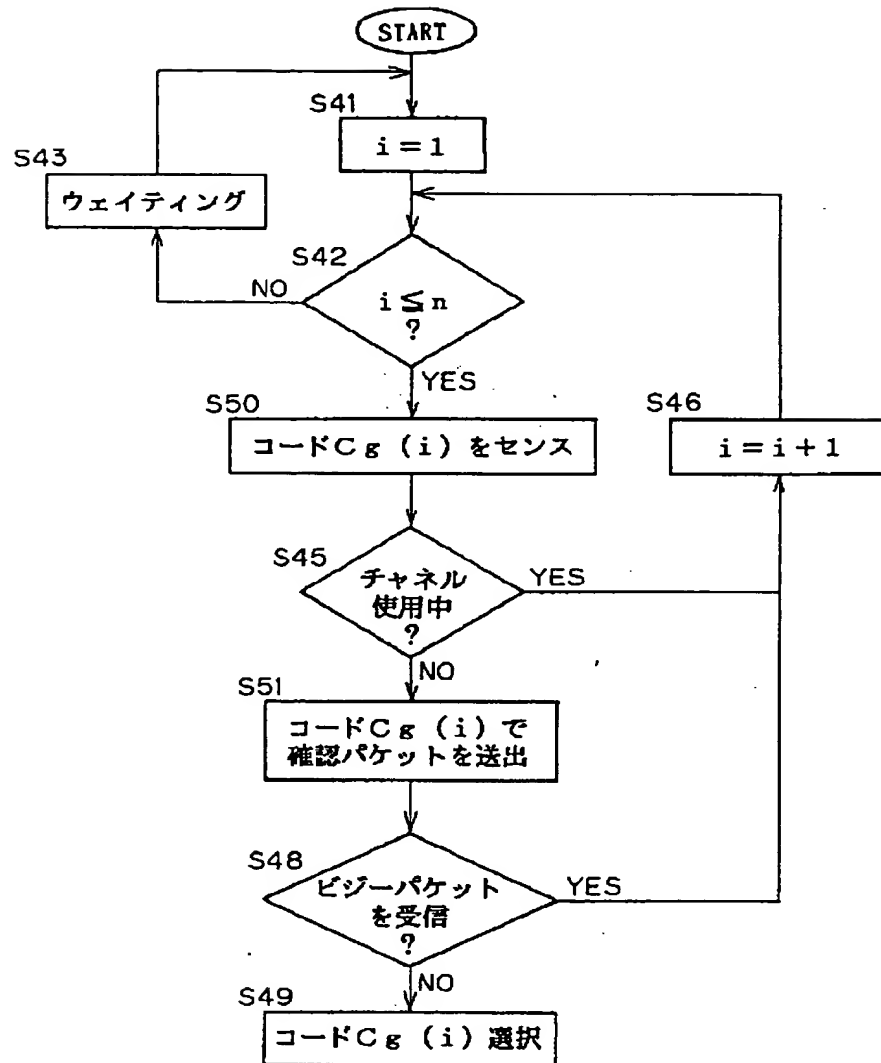 START
S41
i=1
S43
ウェイティング
S42
NO
i≦n
?
YES
S50
コードCg(i)をセンス
S46
i=i+1
S45
チャネル
使用中
?
YES
NO
S51
コードCg(i)で
確認パケットを送出
S48
ビジーパケット
を受信
?
YES
NO
S49
コードCg(i)選択